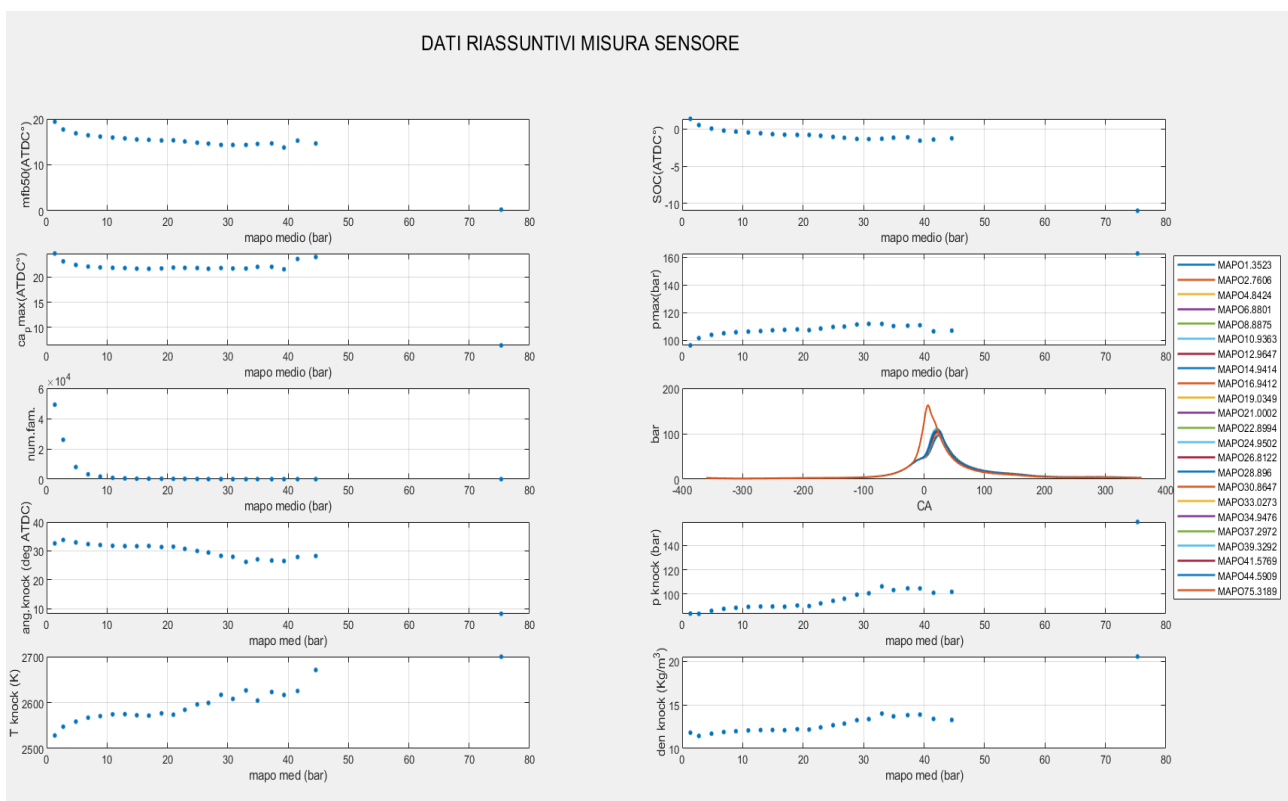 DATI RIASSUNTIVI MISURA SENSORE
mfb50(ATDC°)
20
10
0
0 10 20 30 40 50 60 70 80
mapo medio (bar)
SOC(ATDC°)
0
-5
-10
0 10 20 30 40 50 60 70 80
mapo medio (bar)
ca_pmax(ATDC°)
20
15
10
0 10 20 30 40 50 60 70 80
mapo medio (bar)
pmax(bar)
160
140
120
100
0 10 20 30 40 50 60 70 80
mapo medio (bar)
num.fam.
6 ×10^4
4
2
0
0 10 20 30 40 50 60 70 80
mapo medio (bar)
bar
200
100
0
-400 -300 -200 -100 0 100 200 300 400
CA
ang.knock (deg ATDC)
40
30
20
10
0 10 20 30 40 50 60 70 80
mapo med (bar)
p knock (bar)
140
120
100
0 10 20 30 40 50 60 70 80
mapo med (bar)
T knock (K)
2700
2600
2500
0 10 20 30 40 50 60 70 80
mapo med (bar)
den knock (Kg/m³)
20
15
10
0 10 20 30 40 50 60 70 80
mapo med (bar)
MAPO1.3523
MAPO2.7606
MAPO4.8424
MAPO6.8801
MAPO8.8875
MAPO10.9363
MAPO12.9647
MAPO14.9414
MAPO16.9412
MAPO19.0349
MAPO21.0002
MAPO22.8994
MAPO24.9502
MAPO26.8122
MAPO28.896
MAPO30.8647
MAPO33.0273
MAPO34.9476
MAPO37.2972
MAPO39.3292
MAPO41.5769
MAPO44.5909
MAPO75.3189